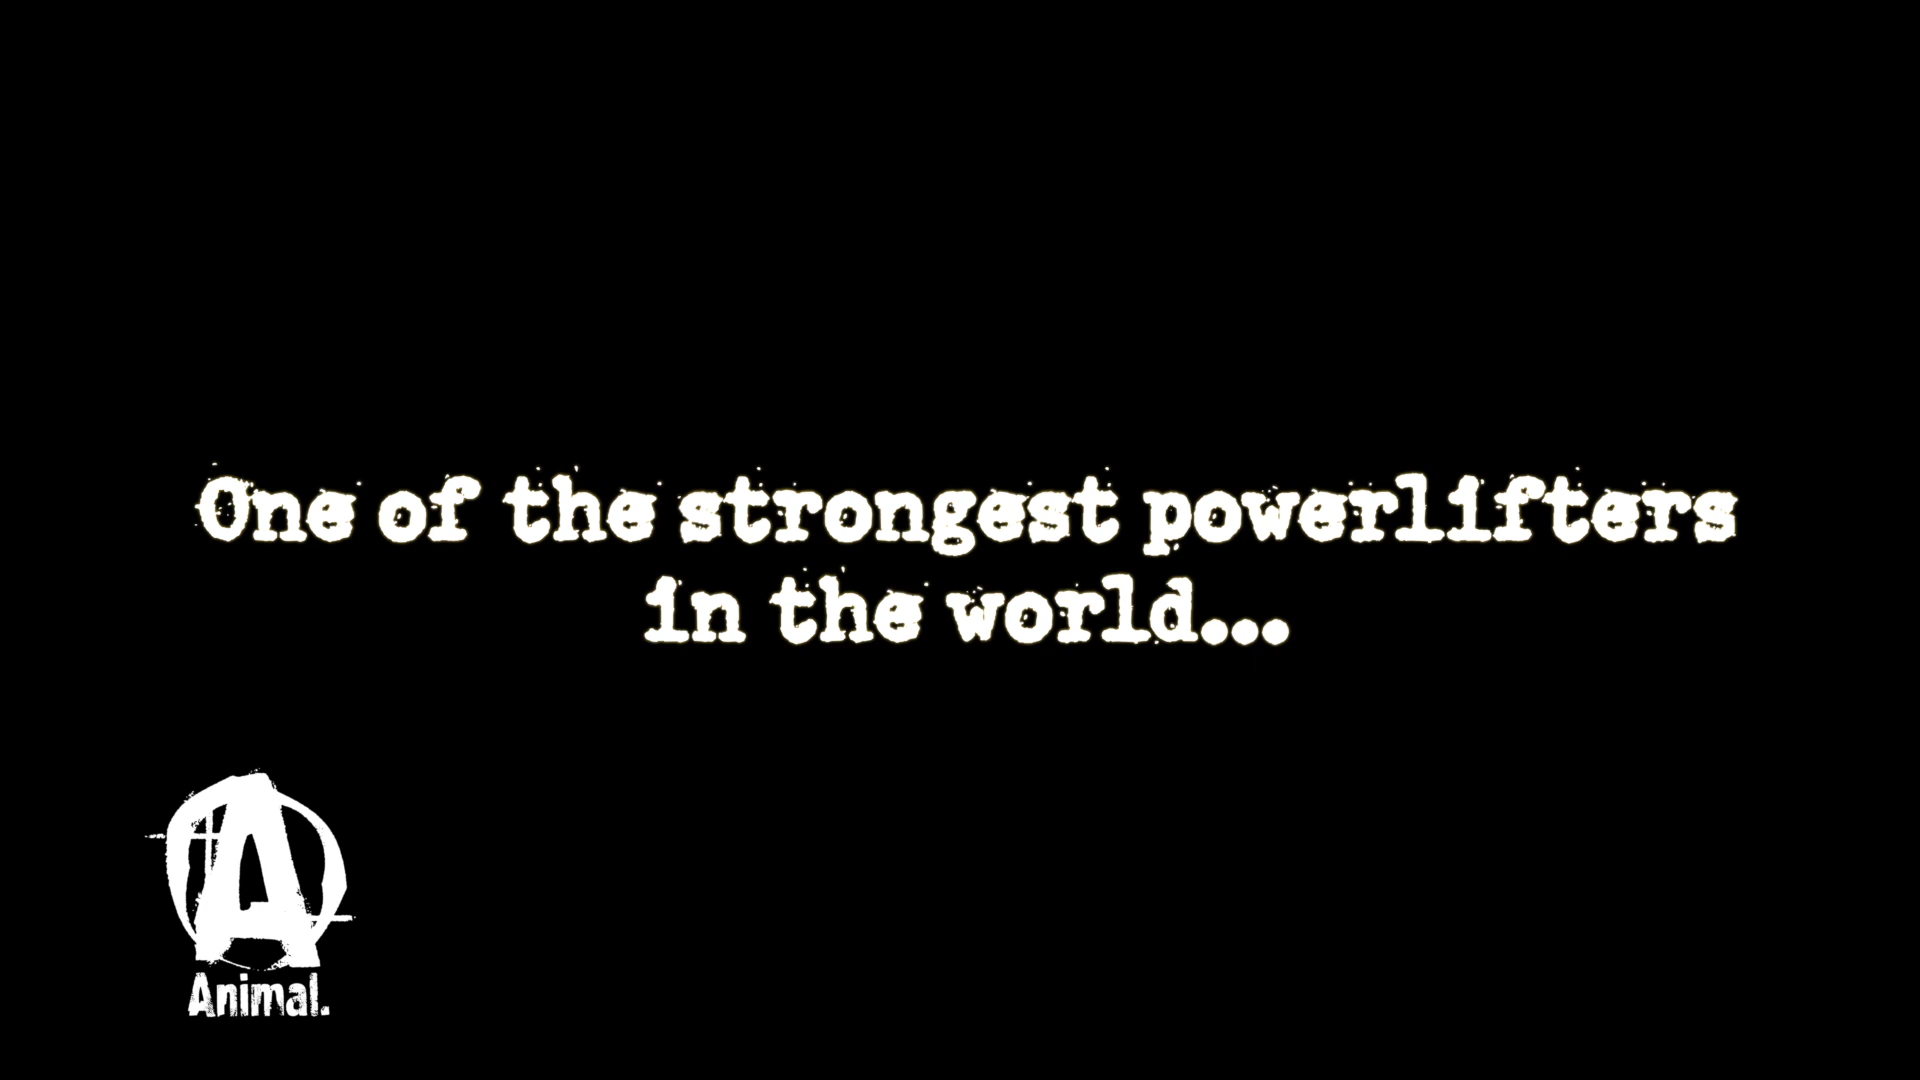 One of the strongest powerlifters
in the world...
A
Animal.